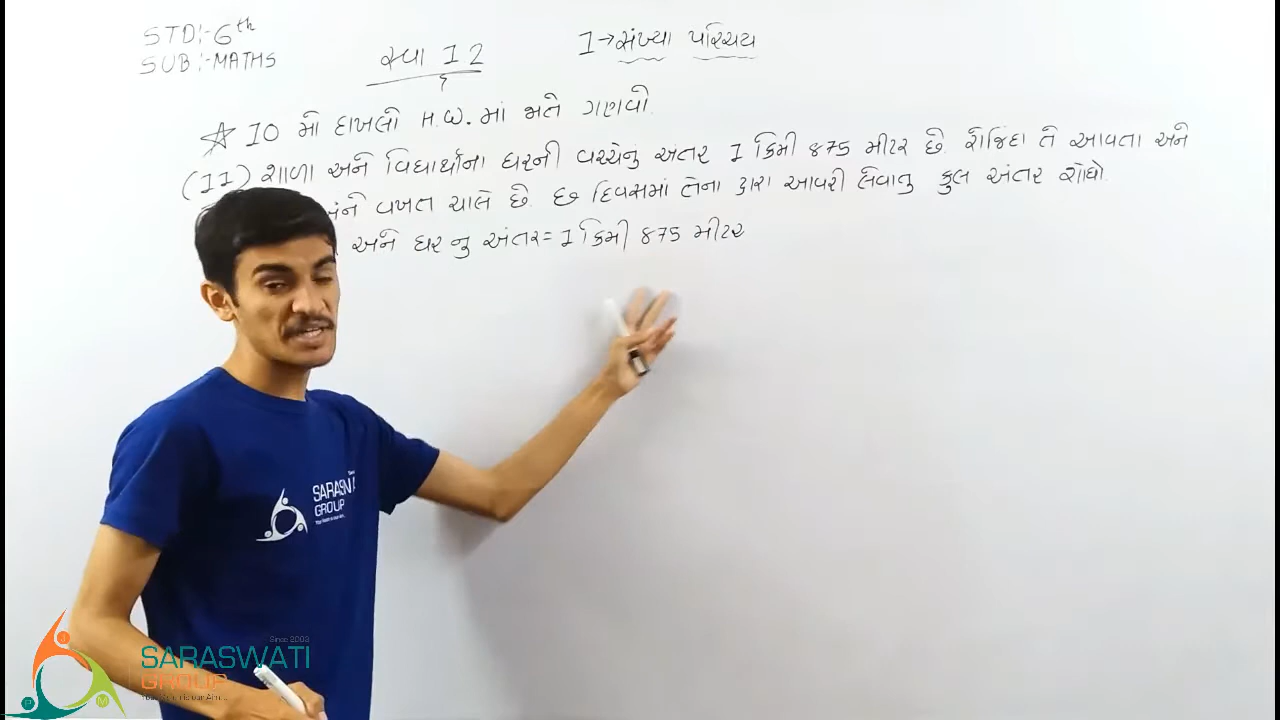 STD:- 6th
SUB:- MATHS
સ્વા 1.2
1→સંખ્યા પરિચય
☆ 10 મો દાખલો H.W. માં જાતે ગણવો.
(11) શાળા અને વિદ્યાર્થીના ઘરની વચ્ચેનુ અંતર 1 કિમી 875 મીટર છે. રોજિંદા તે આવતા અને
વખત ચાલે છે. છ દિવસમાં તેના દ્વારા આવરી લેવાનુ કુલ અંતર શોધો.
અને ઘર નુ અંતર = 1 કિમી 875 મીટર
SARASW
GROUP
Since 2003
SARASWATI
GROUP